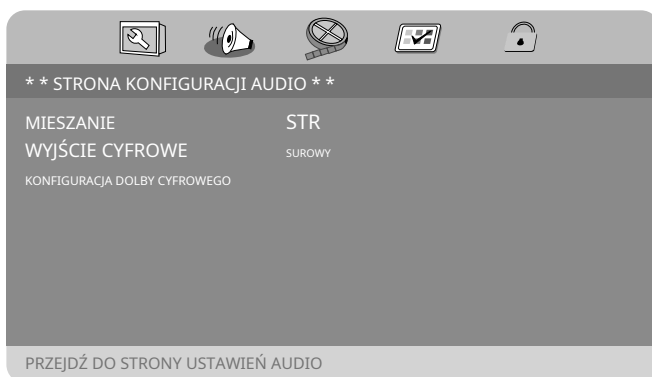 * * STRONA KONFIGURACJI AUDIO * *
MIESZANIE STR
WYJŚCIE CYFROWE SUROWY
KONFIGURACJA DOLBY CYFROWEGO
PRZEJDŹ DO STRONY USTAWIEŃ AUDIO